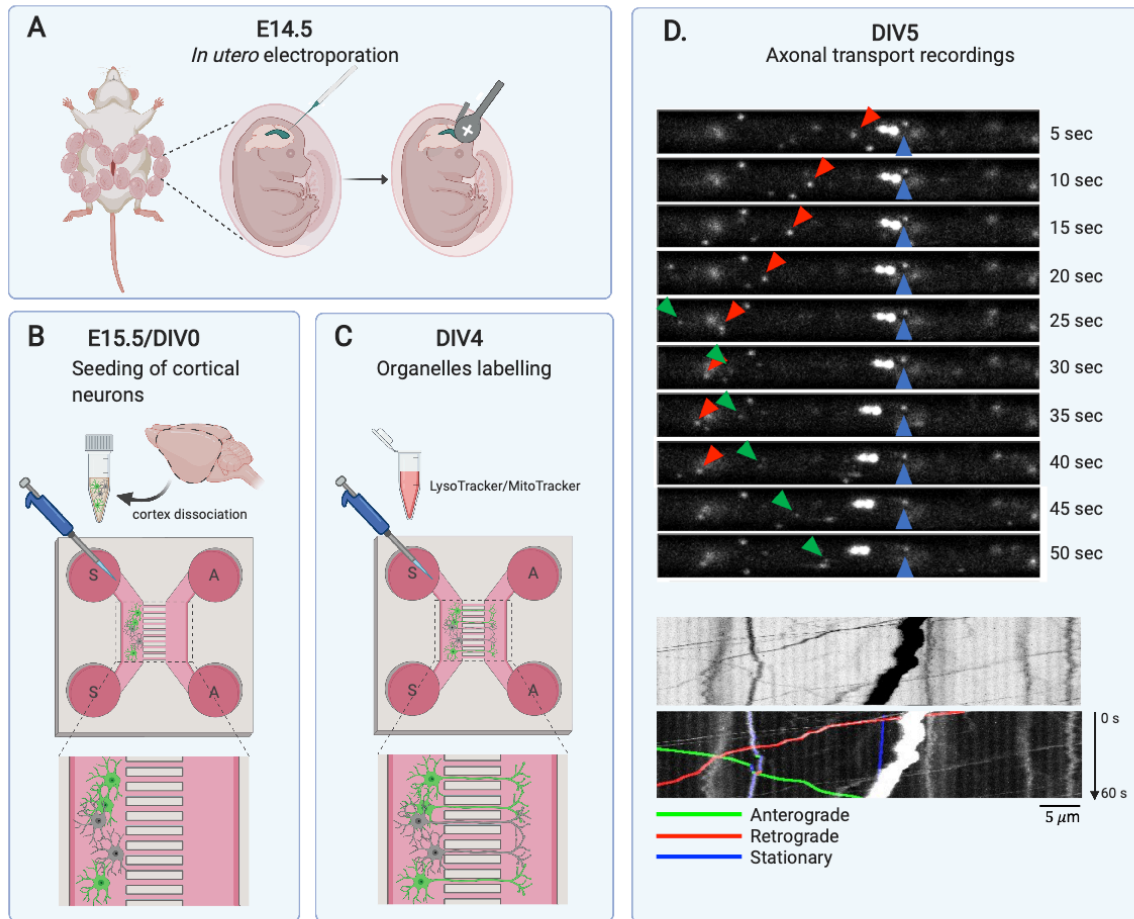 A
E14.5
In utero electroporation
B
E15.5/DIV0
Seeding of cortical
neurons
cortex dissociation
S
A
S
A
C
DIV4
Organelles labelling
LysoTracker/MitoTracker
S
A
S
A
D.
DIV5
Axonal transport recordings
5 sec
10 sec
15 sec
20 sec
25 sec
30 sec
35 sec
40 sec
45 sec
50 sec
0 s
60 s
5 μm
Anterograde
Retrograde
Stationary